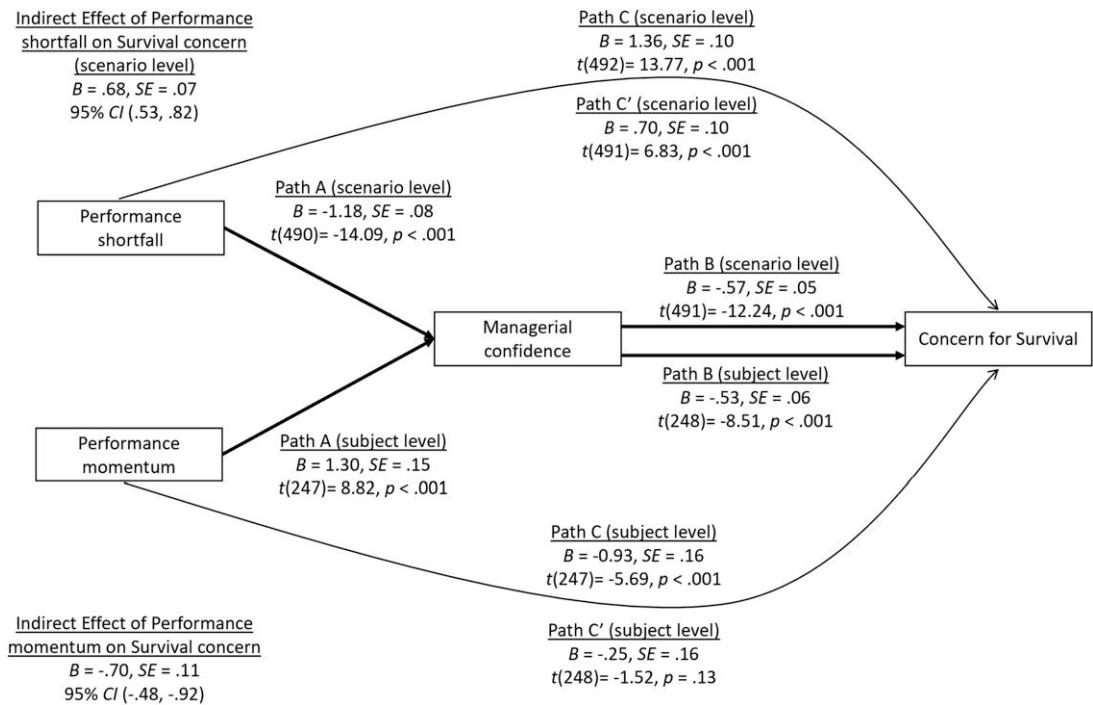 Indirect Effect of Performance
shortfall on Survival concern
(scenario level)
B = .68, SE = .07
95% CI (.53, .82)
Path C (scenario level)
B = 1.36, SE = .10
t(492)= 13.77, p < .001
Path C’ (scenario level)
B = .70, SE = .10
t(491)= 6.83, p < .001
Performance
shortfall
Path A (scenario level)
B = -1.18, SE = .08
t(490)= -14.09, p < .001
Managerial
confidence
Path B (scenario level)
B = -.57, SE = .05
t(491)= -12.24, p < .001
Concern for Survival
Path B (subject level)
B = -.53, SE = .06
t(248)= -8.51, p < .001
Performance
momentum
Path A (subject level)
B = 1.30, SE = .15
t(247)= 8.82, p < .001
Path C (subject level)
B = -0.93, SE = .16
t(247)= -5.69, p < .001
Path C’ (subject level)
B = -.25, SE = .16
t(248)= -1.52, p = .13
Indirect Effect of Performance
momentum on Survival concern
B = -.70, SE = .11
95% CI (-.48, -.92)